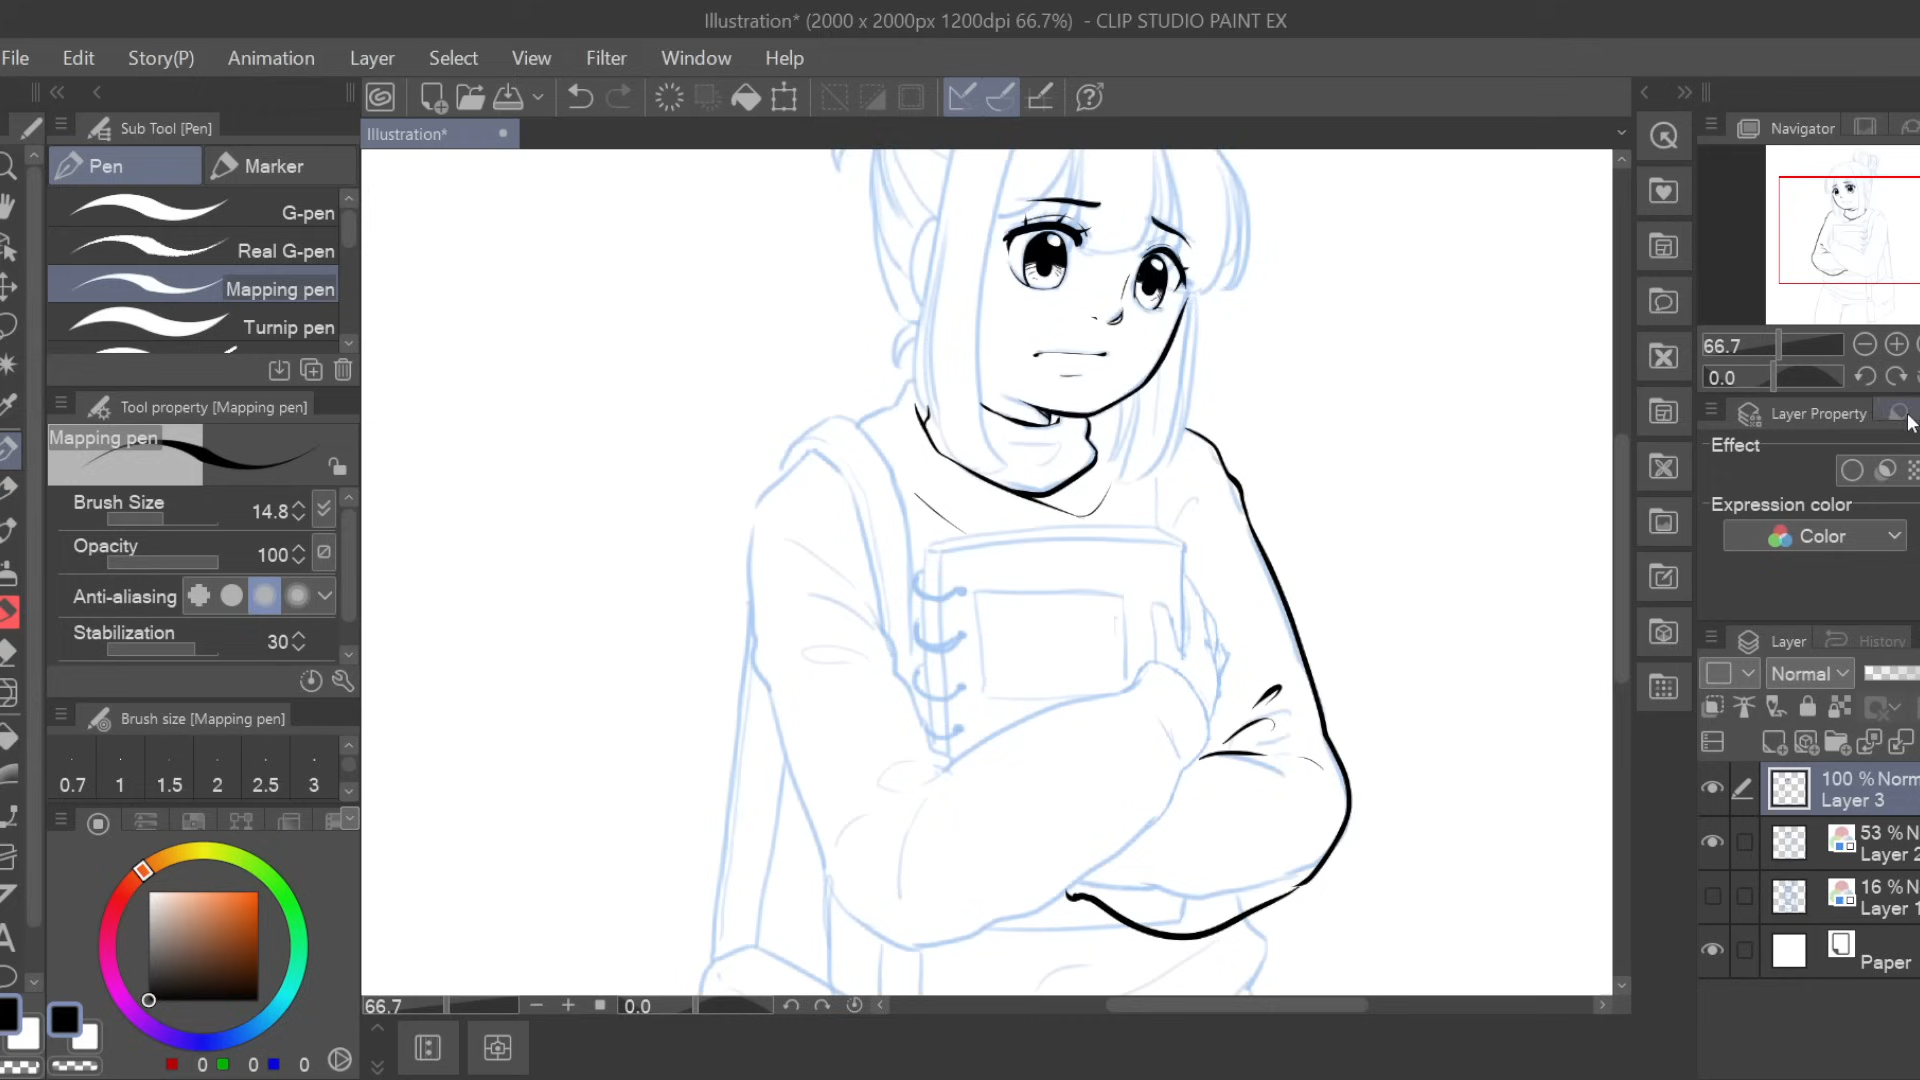 Illustration* (2000 x 2000px 1200dpi 66.7%) - CLIP STUDIO PAINT EX
File Edit Story(P) Animation Layer Select View Filter Window Help
Sub Tool [Pen]
Illustration*
Navigator
Pen Marker
G-pen
Real G-pen
Mapping pen
Turnip pen
66.7
0.0
Tool property [Mapping pen]
Layer Property
Mapping pen
Effect
Brush Size 14.8
Expression color
Opacity 100
Color
Anti-aliasing
Stabilization 30
Layer History
Normal
Brush size [Mapping pen]
0.7 1 1.5 2 2.5 3
100 % Norm
Layer 3
53 % N
Layer 2
16 % N
Layer 1
Paper
66.7 0.0
0 0 0